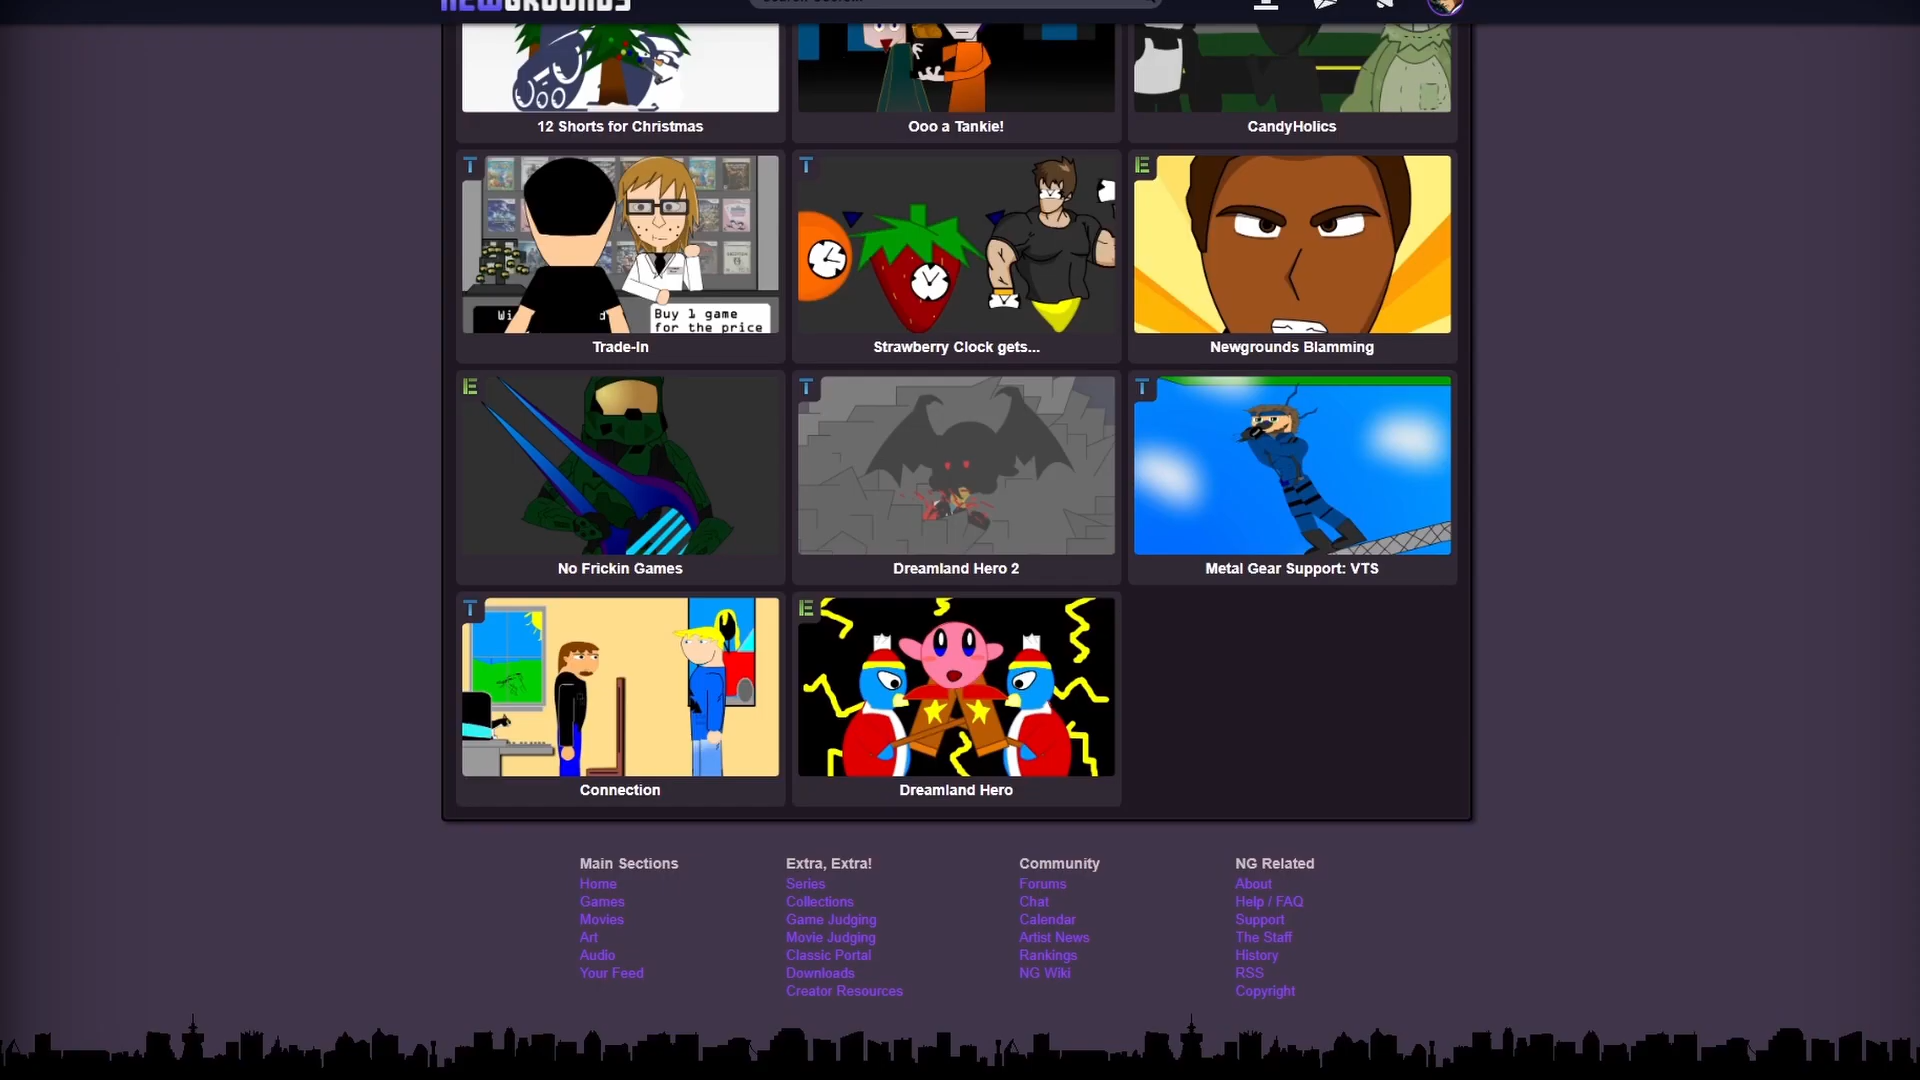 NEWGROUNDS
12 Shorts for Christmas
Ooo a Tankie!
CandyHolics
T
T
E
Buy 1 game
for the price
Trade-In
Strawberry Clock gets...
Newgrounds Blamming
E
T
T
No Frickin Games
Dreamland Hero 2
Metal Gear Support: VTS
T
E
Connection
Dreamland Hero
Main Sections
Home
Games
Movies
Art
Audio
Your Feed
Extra, Extra!
Series
Collections
Game Judging
Movie Judging
Classic Portal
Downloads
Creator Resources
Community
Forums
Chat
Calendar
Artist News
Rankings
NG Wiki
NG Related
About
Help / FAQ
Support
The Staff
History
RSS
Copyright